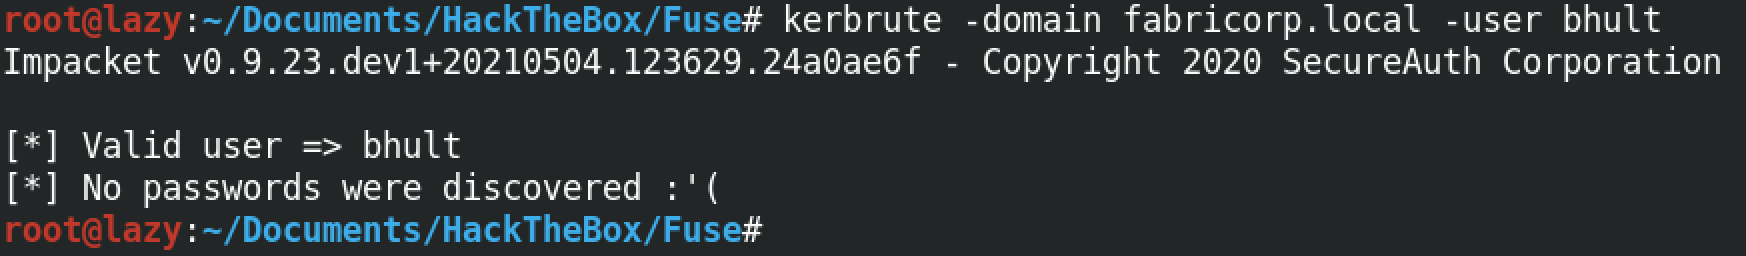 root@lazy:~/Documents/HackTheBox/Fuse# kerbrute -domain fabricorp.local -user bhult
Impacket v0.9.23.dev1+20210504.123629.24a0ae6f - Copyright 2020 SecureAuth Corporation
[*] Valid user => bhult
[*] No passwords were discovered :'(
root@lazy:~/Documents/HackTheBox/Fuse#